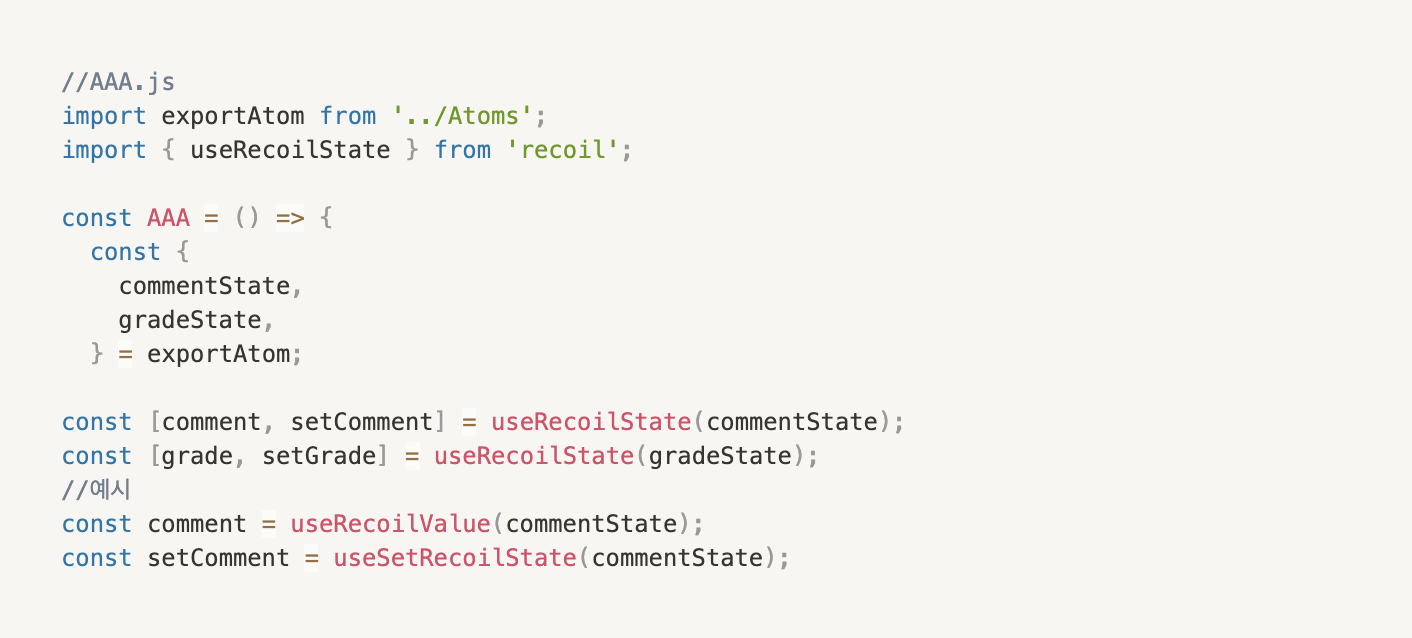 //AAA.js
import exportAtom from '../Atoms';
import { useRecoilState } from 'recoil';

const AAA = () => {
  const {
    commentState,
    gradeState,
  } = exportAtom;

const [comment, setComment] = useRecoilState(commentState);
const [grade, setGrade] = useRecoilState(gradeState);
//예시
const comment = useRecoilValue(commentState);
const setComment = useSetRecoilState(commentState);